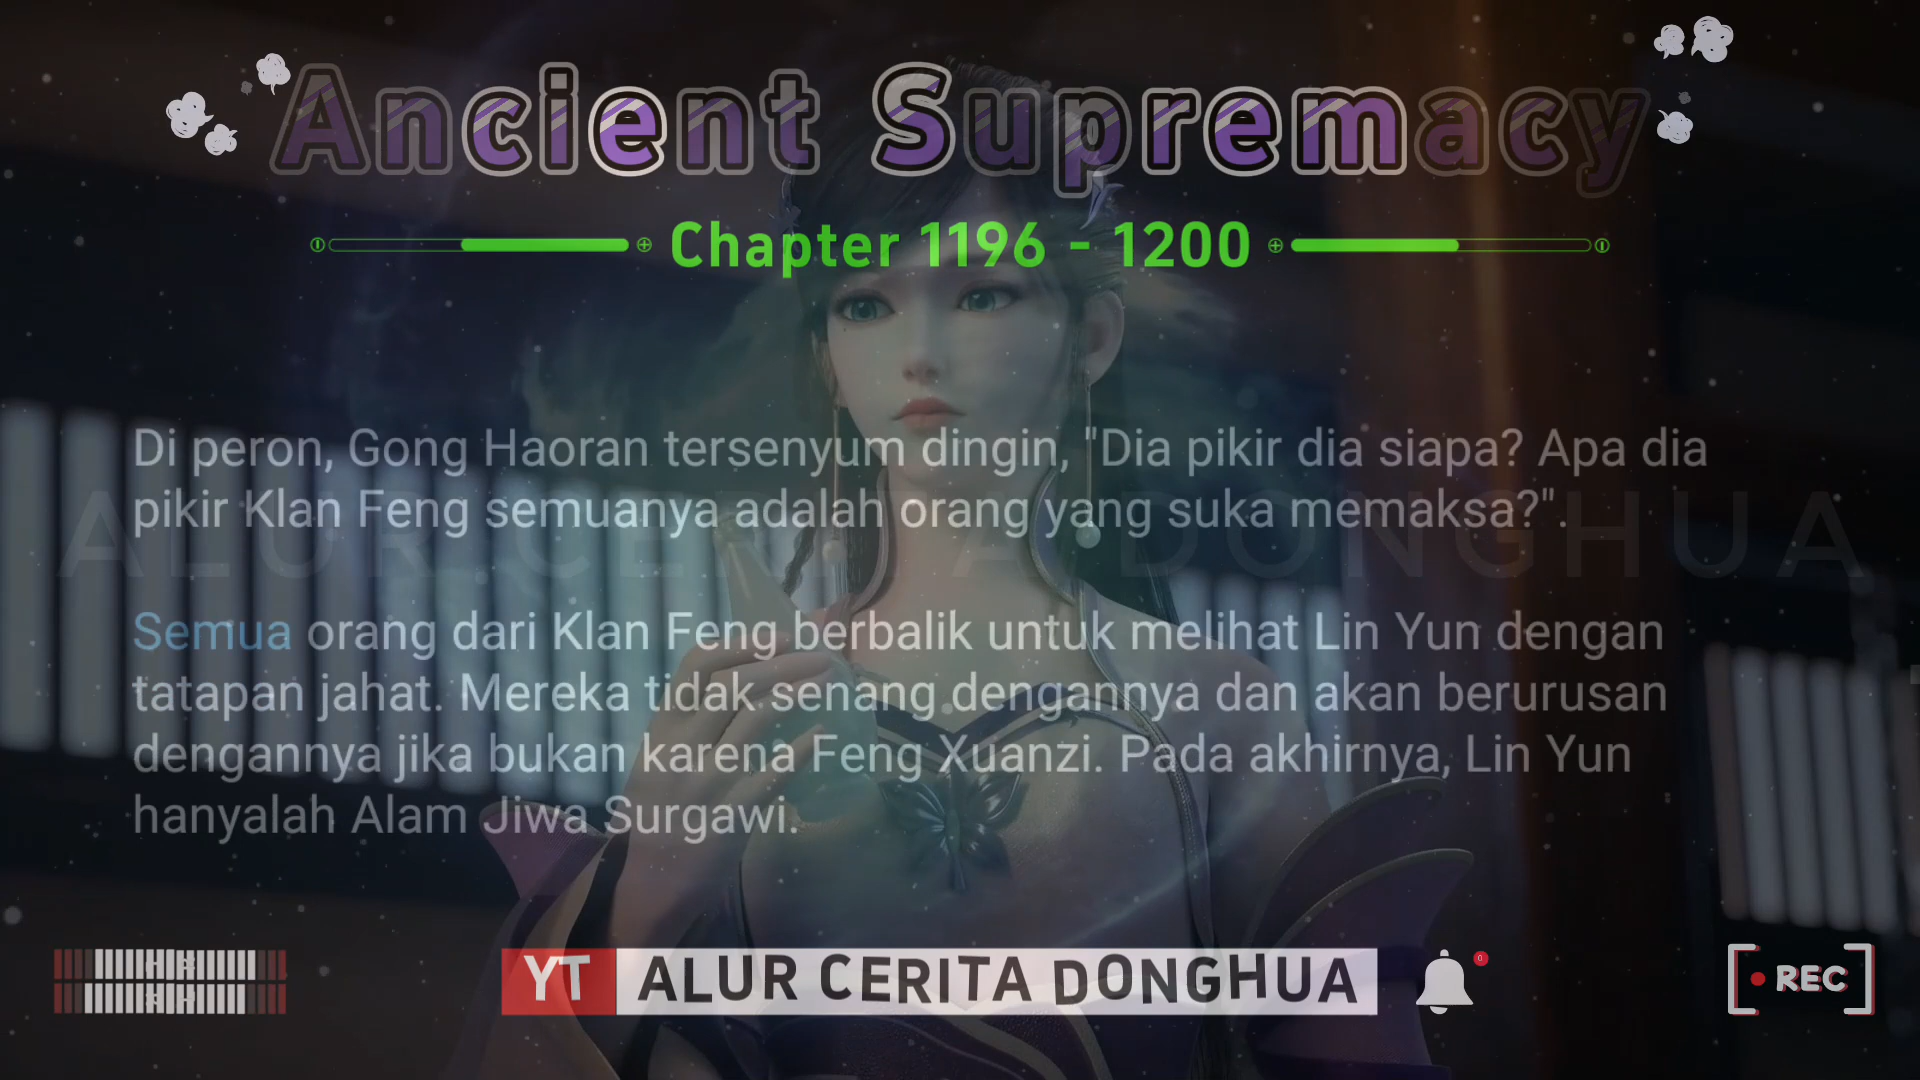 Ancient Supremacy
Chapter 1196 - 1200
Di peron, Gong Haoran tersenyum dingin, "Dia pikir dia siapa? Apa dia
pikir Klan Feng semuanya adalah orang yang suka memaksa?".
ALUR CERITA DONGHUA
Semua orang dari Klan Feng berbalik untuk melihat Lin Yun dengan
tatapan jahat. Mereka tidak senang dengannya dan akan berurusan
dengannya jika bukan karena Feng Xuanzi. Pada akhirnya, Lin Yun
hanyalah Alam Jiwa Surgawi.
YT ALUR CERITA DONGHUA
REC